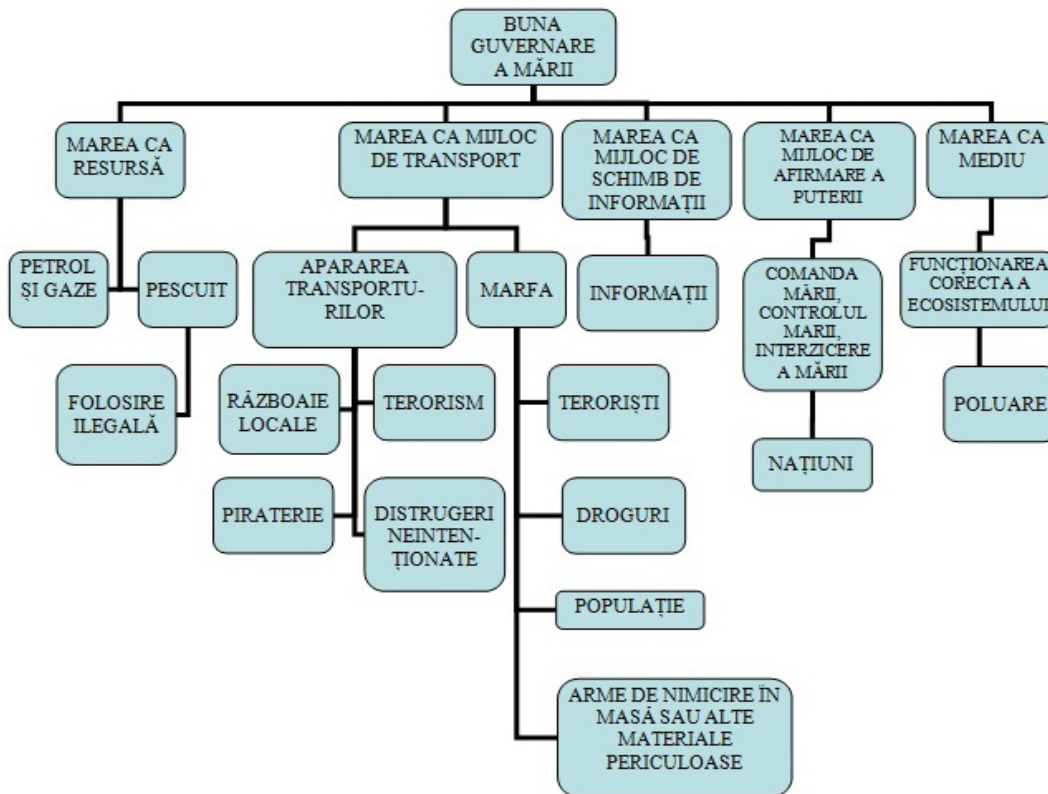 BUNA
GUVERNARE
A MĂRII
MAREA CA
RESURSĂ
MAREA CA MIJLOC
DE TRANSPORT
MAREA CA
MIJLOC DE
SCHIMB DE
INFORMAȚII
MAREA CA
MIJLOC DE
AFIRMARE A
PUTERII
MAREA CA
MEDIU
PETROL
ȘI GAZE
PESCUIT
APARAREA
TRANSPORTU-
RILOR
MARFA
INFORMAȚII
COMANDA
MĂRII,
CONTROLUL
MARII,
INTERZICERE
A MĂRII
FUNCȚIONAREA
CORECTA A
ECOSISTEMULUI
FOLOSIRE
ILEGALĂ
RĂZBOAIE
LOCALE
TERORISM
TERORIȘTI
POLUARE
NAȚIUNI
PIRATERIE
DISTRUGERI
NEINTEN-
ȚIONATE
DROGURI
POPULAȚIE
ARME DE NIMICIRE ÎN
MASĂ SAU ALTE
MATERIALE
PERICULOASE